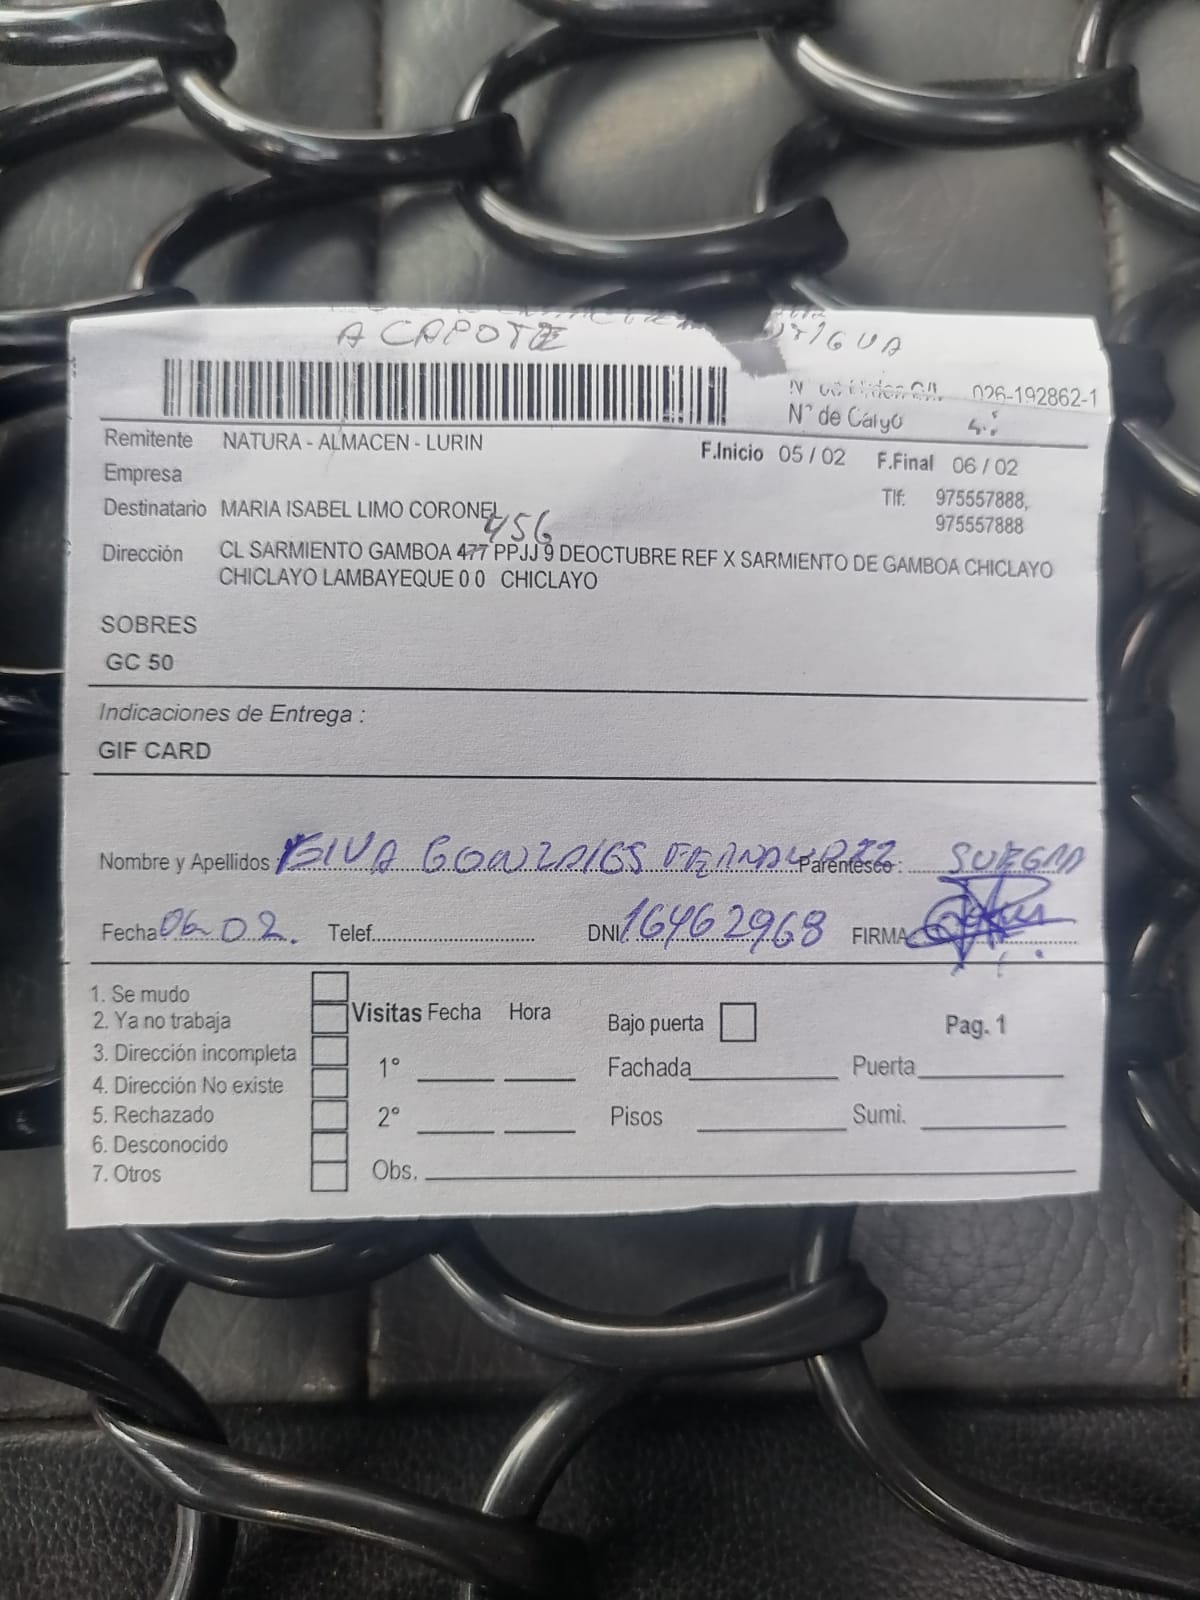 A CAPOTE
026-192862-1
N° de
Remitente NATURA - ALMACEN - LURIN
F.Inicio 05 / 02 F.Final 06 / 02
Empresa
Tlf: 975557888,
975557888
Destinatario MARIA ISABEL LIMO CORONEL
456
Dirección CL SARMIENTO GAMBOA 477 PPJJ 9 DEOCTUBRE REF X SARMIENTO DE GAMBOA CHICLAYO
CHICLAYO LAMBAYEQUE 0 0 CHICLAYO
SOBRES
GC 50
Indicaciones de Entrega :
GIF CARD
Nombre y Apellidos : ELVA GONZALES FERNANDEZ Parentesco : SUEGRA
Fecha 06-02. Telef. DNI 16462968 FIRMA
1. Se mudo
2. Ya no trabaja
3. Dirección incompleta
4. Dirección No existe
5. Rechazado
6. Desconocido
7. Otros
Visitas Fecha Hora
1°
2°
Obs.
Bajo puerta Pag. 1
Fachada Puerta
Pisos Sumi.